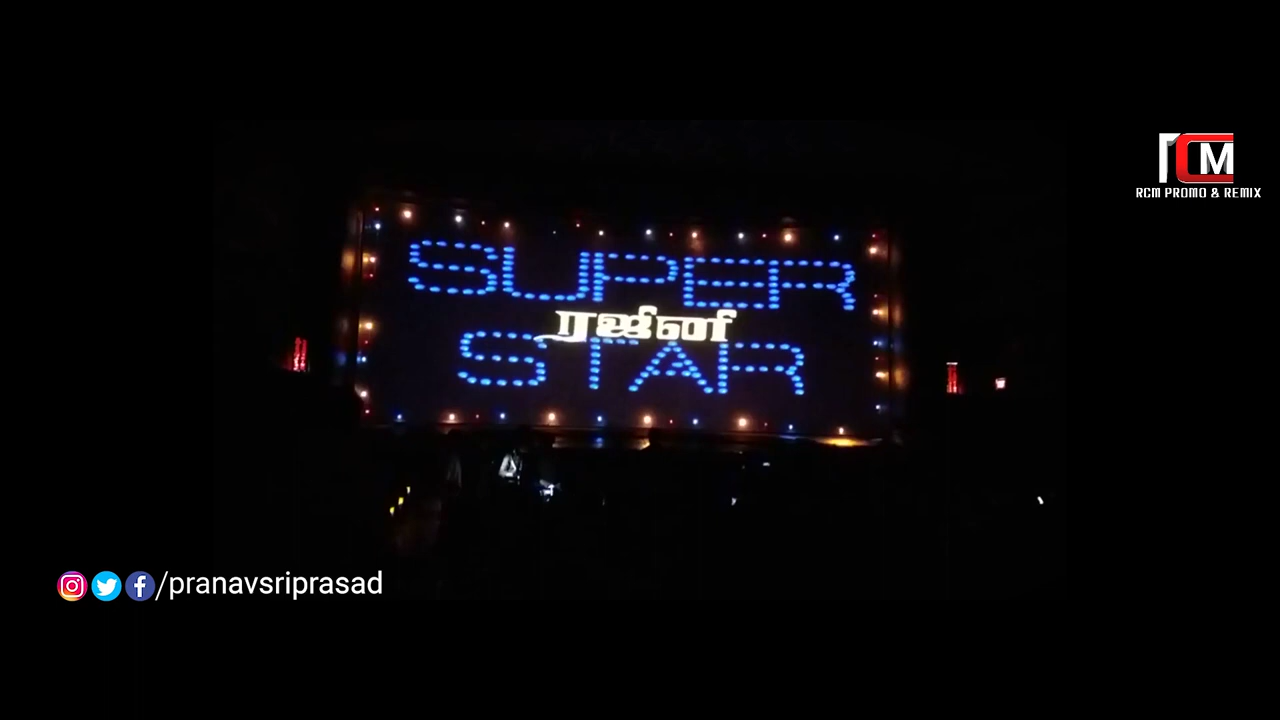 RCM
RCM PROMO & REMIX
SUPER
ரஜினி
STAR
/pranavsriprasad